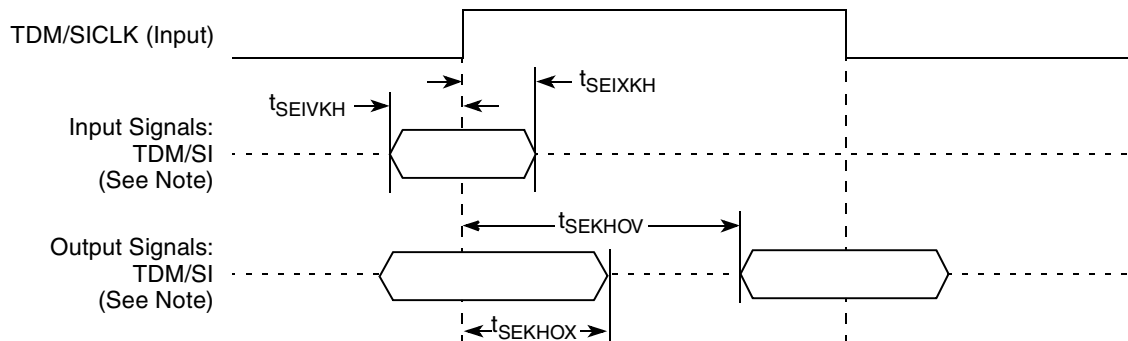 TDM/SICLK (Input)
tSEIXKH
tSEIVKH
Input Signals:
TDM/SI
(See Note)
tSEKHOV
Output Signals:
TDM/SI
(See Note)
tSEKHOX